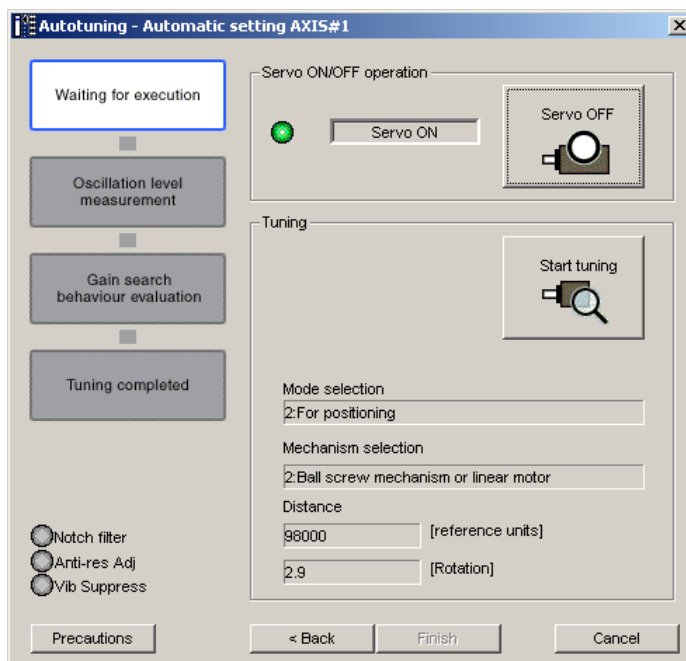 Autotuning - Automatic setting AXIS#1
Waiting for execution
Oscillation level
measurement
Gain search
behaviour evaluation
Tuning completed
Notch filter
Anti-res Adj
Vib Suppress
Servo ON/OFF operation
Servo ON
Servo OFF
Tuning
Start tuning
Mode selection
2:For positioning
Mechanism selection
2:Ball screw mechanism or linear motor
Distance
98000 [reference units]
2.9 [Rotation]
Precautions
< Back
Finish
Cancel